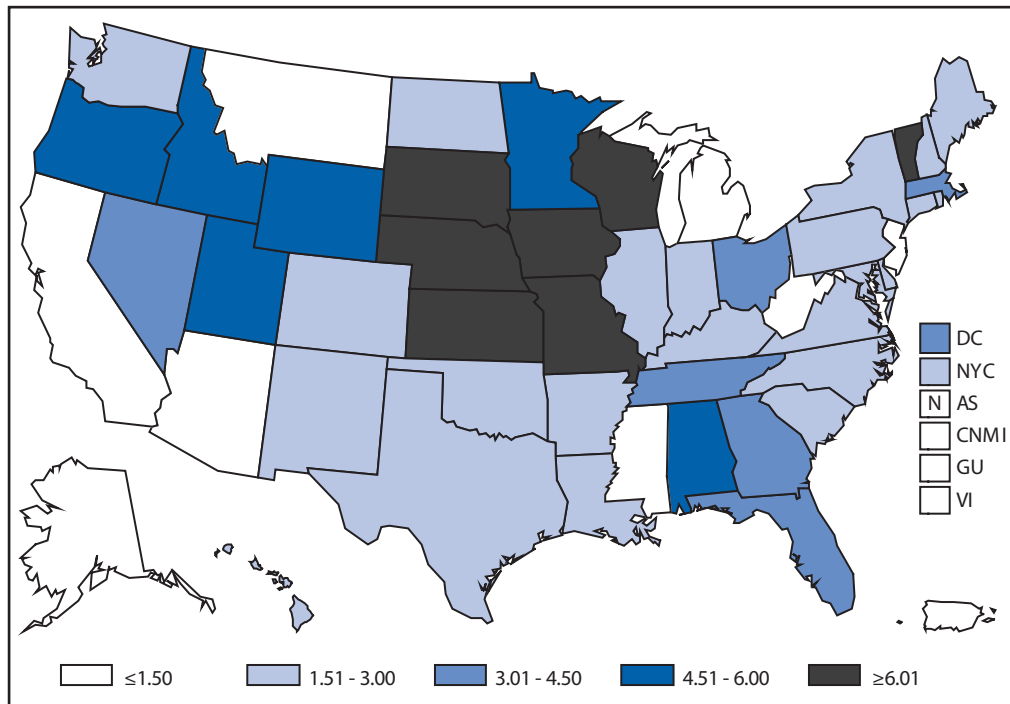 DC
NYC
N AS
CNMI
GU
VI
≤1.50 1.51 - 3.00 3.01 - 4.50 4.51 - 6.00 ≥6.01